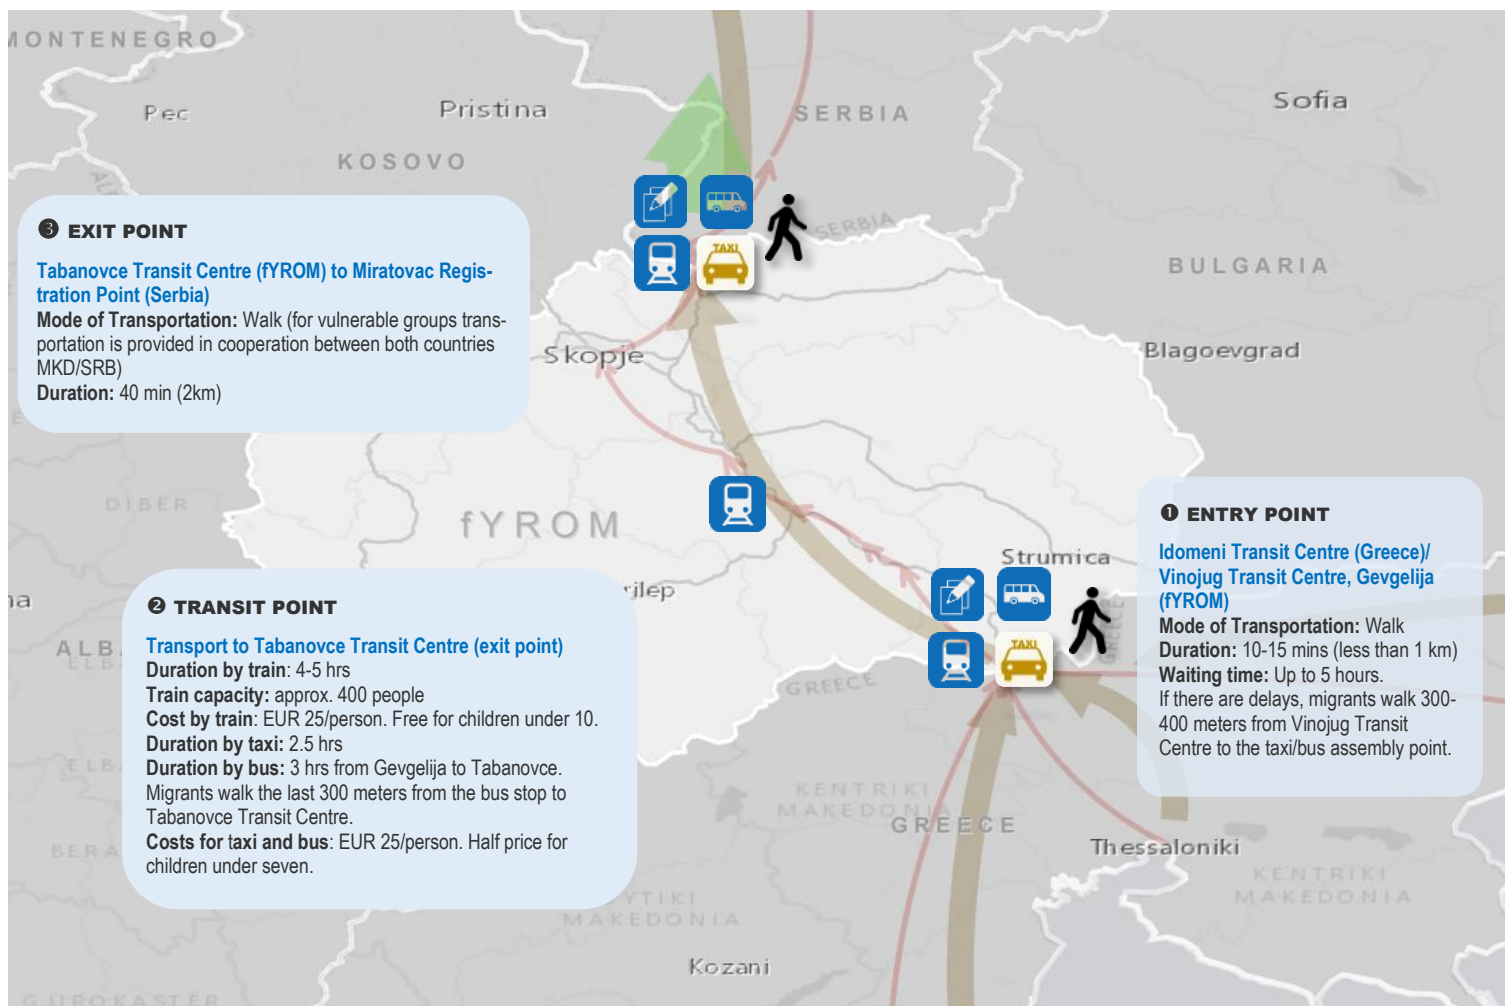 MONTENEGRO
Pec
Pristina
KOSOVO
SERBIA
Sofia
SERBIA
BULGARIA
❸ EXIT POINT
Tabanovce Transit Centre (fYROM) to Miratovac Regis-
tration Point (Serbia)
Mode of Transportation: Walk (for vulnerable groups trans-
portation is provided in cooperation between both countries
MKD/SRB)
Duration: 40 min (2km)
TAXI
Skopje
Blagoevgrad
DIBER
fYROM
Strumica
rilep
❶ ENTRY POINT
Idomeni Transit Centre (Greece)/
Vinojug Transit Centre, Gevgelija
(fYROM)
Mode of Transportation: Walk
Duration: 10-15 mins (less than 1 km)
Waiting time: Up to 5 hours.
If there are delays, migrants walk 300-
400 meters from Vinojug Transit
Centre to the taxi/bus assembly point.
TAXI
GREECE
GREECE
❷ TRANSIT POINT
Transport to Tabanovce Transit Centre (exit point)
Duration by train: 4-5 hrs
Train capacity: approx. 400 people
Cost by train: EUR 25/person. Free for children under 10.
Duration by taxi: 2.5 hrs
Duration by bus: 3 hrs from Gevgelija to Tabanovce.
Migrants walk the last 300 meters from the bus stop to
Tabanovce Transit Centre.
Costs for taxi and bus: EUR 25/person. Half price for
children under seven.
na
ALB
ELB
ELB
BERA
KENTRIKI
MAKEDONIA
GREECE
Thessaloniki
KENTRIKI
MAKEDONIA
YTIKI
MAKEDONIA
Kozani
GJIROKASTER